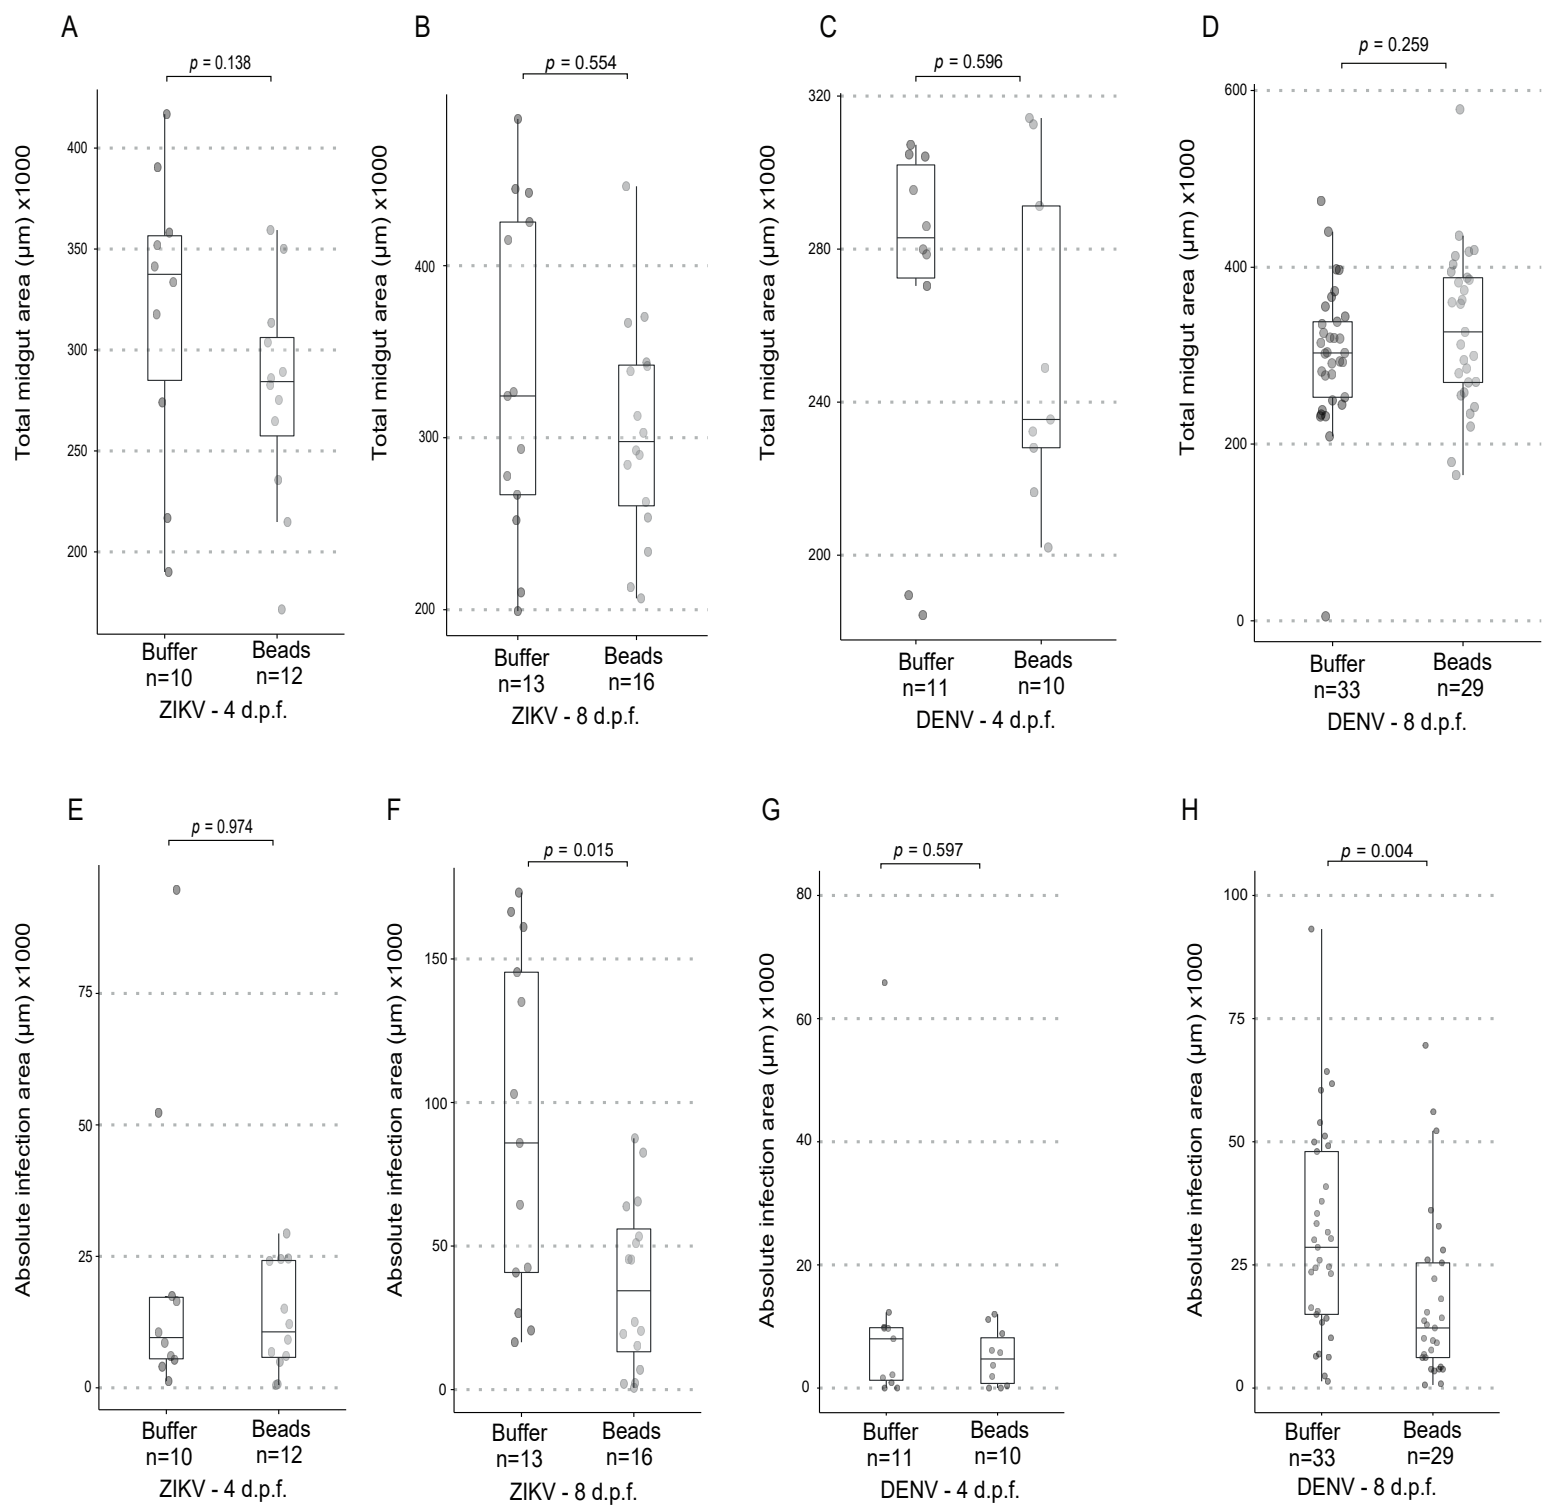 A
p = 0.138
Total midgut area (µm) x1000
400
350
300
250
200
Buffer
n=10
Beads
n=12
ZIKV - 4 d.p.f.
B
p = 0.554
Total midgut area (µm) x1000
400
300
200
Buffer
n=13
Beads
n=16
ZIKV - 8 d.p.f.
C
p = 0.596
Total midgut area (µm) x1000
320
280
240
200
Buffer
n=11
Beads
n=10
DENV - 4 d.p.f.
D
p = 0.259
Total midgut area (µm) x1000
600
400
200
0
Buffer
n=33
Beads
n=29
DENV - 8 d.p.f.
E
p = 0.974
Absolute infection area (µm) x1000
75
50
25
0
Buffer
n=10
Beads
n=12
ZIKV - 4 d.p.f.
F
p = 0.015
Absolute infection area (µm) x1000
150
100
50
0
Buffer
n=13
Beads
n=16
ZIKV - 8 d.p.f.
G
p = 0.597
Absolute infection area (µm) x1000
80
60
40
20
0
Buffer
n=11
Beads
n=10
DENV - 4 d.p.f.
H
p = 0.004
Absolute infection area (µm) x1000
100
75
50
25
0
Buffer
n=33
Beads
n=29
DENV - 8 d.p.f.